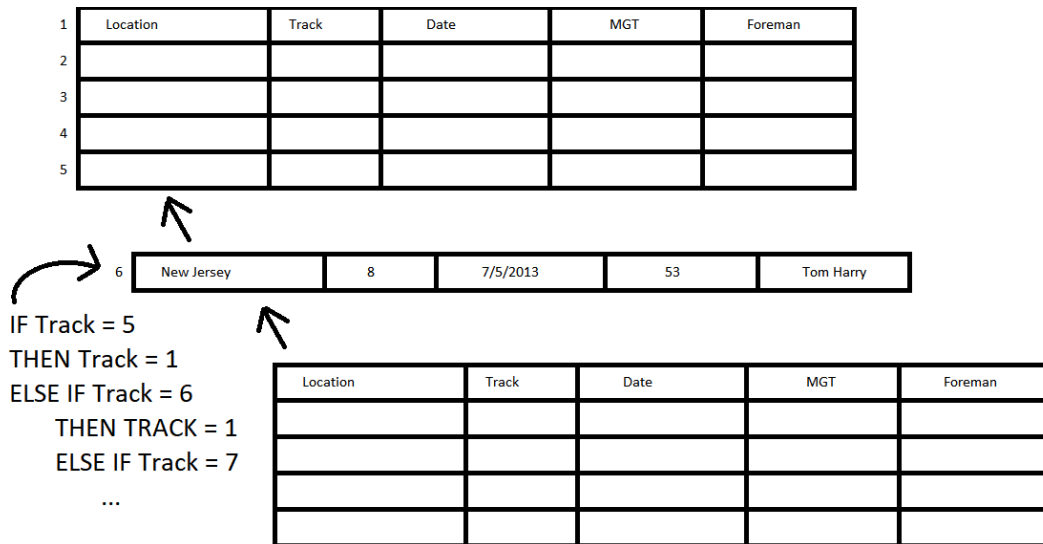 1 Location Track Date MGT Foreman
2
3
4
5
6 New Jersey 8 7/5/2013 53 Tom Harry
IF Track = 5
THEN Track = 1
ELSE IF Track = 6
THEN TRACK = 1
ELSE IF Track = 7
...
Location Track Date MGT Foreman